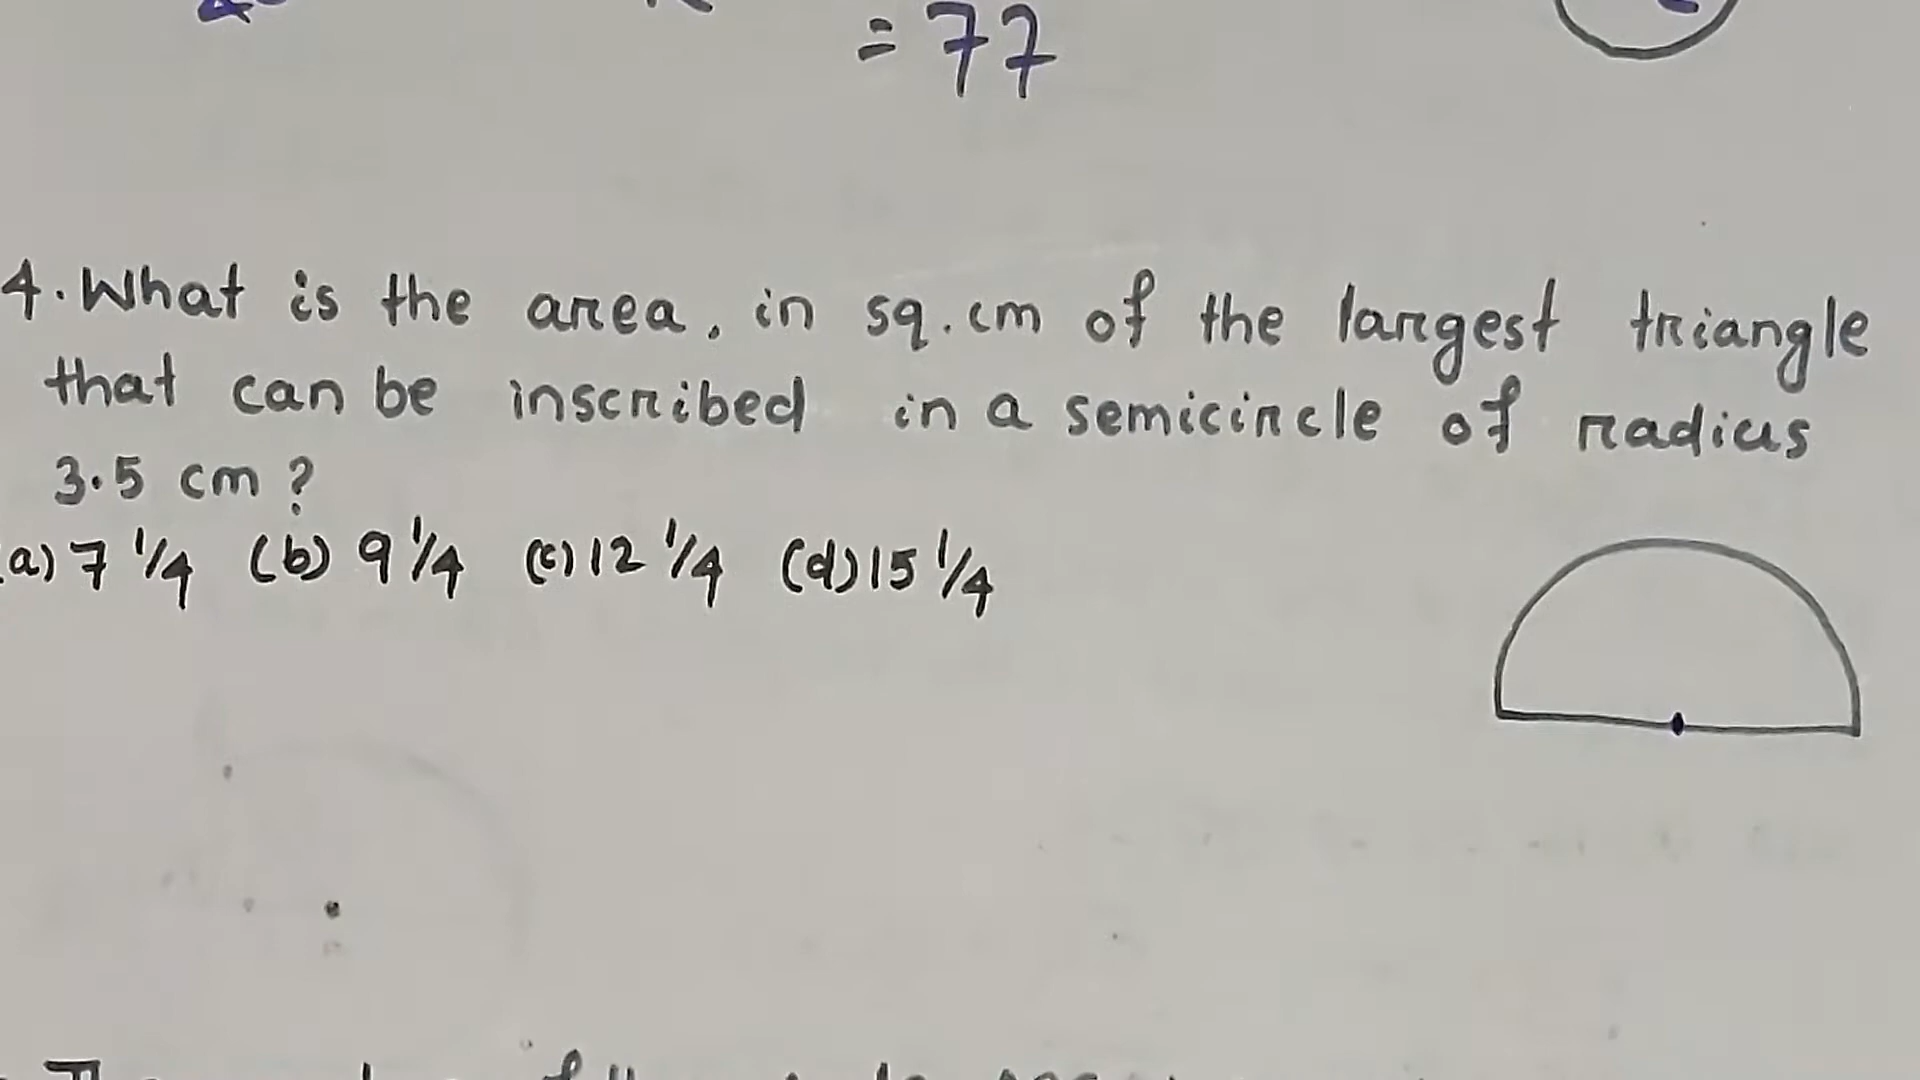 = 77
4. What is the area, in sq. cm of the largest triangle
that can be inscribed in a semicircle of radius
3.5 cm?
(a) 7 1/4 (b) 9 1/4 (c) 12 1/4 (d) 15 1/4